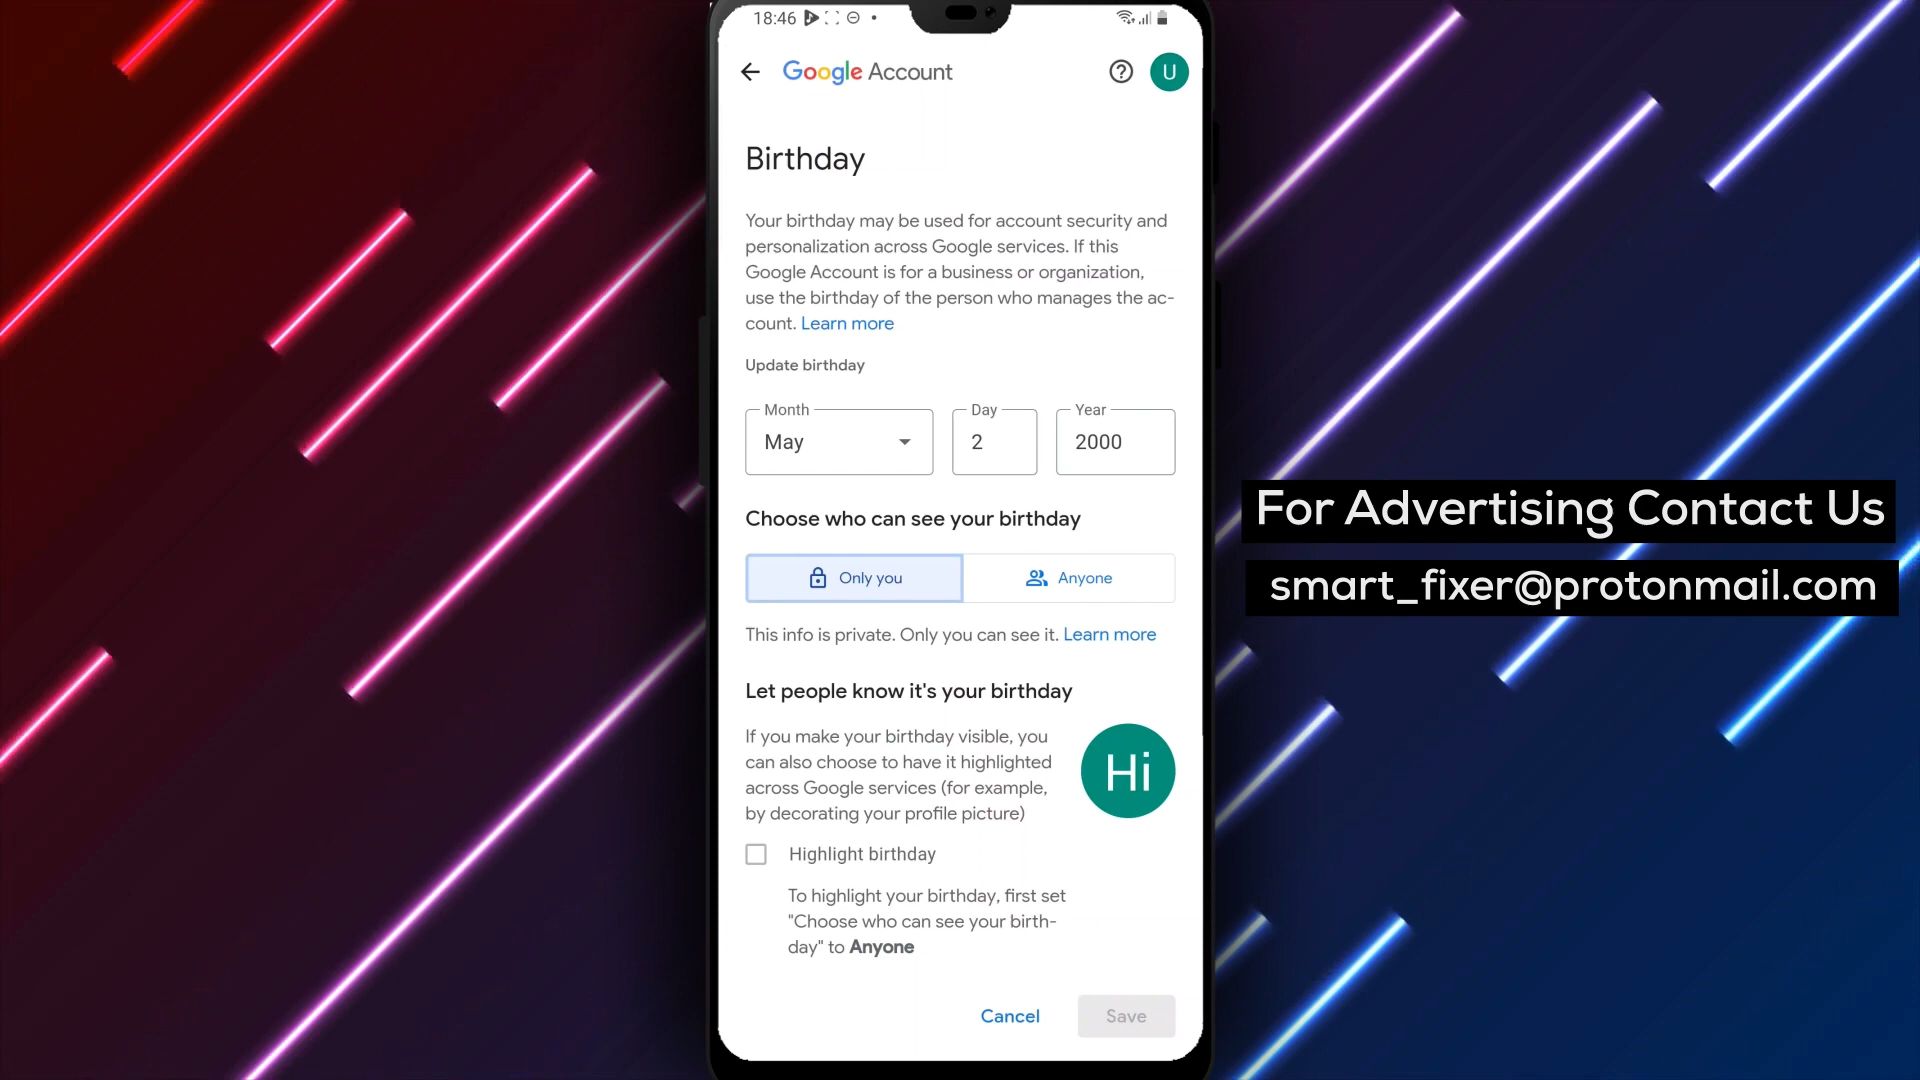 18:46
Google Account
U
Birthday
Your birthday may be used for account security and
personalization across Google services. If this
Google Account is for a business or organization,
use the birthday of the person who manages the ac-
count. Learn more
Update birthday
Month
Day
Year
May
2
2000
Choose who can see your birthday
Only you
Anyone
This info is private. Only you can see it. Learn more
Let people know it's your birthday
If you make your birthday visible, you
can also choose to have it highlighted
across Google services (for example,
by decorating your profile picture)
Hi
Highlight birthday
To highlight your birthday, first set
"Choose who can see your birth-
day" to Anyone
Cancel
Save
For Advertising Contact Us
smart_fixer@protonmail.com